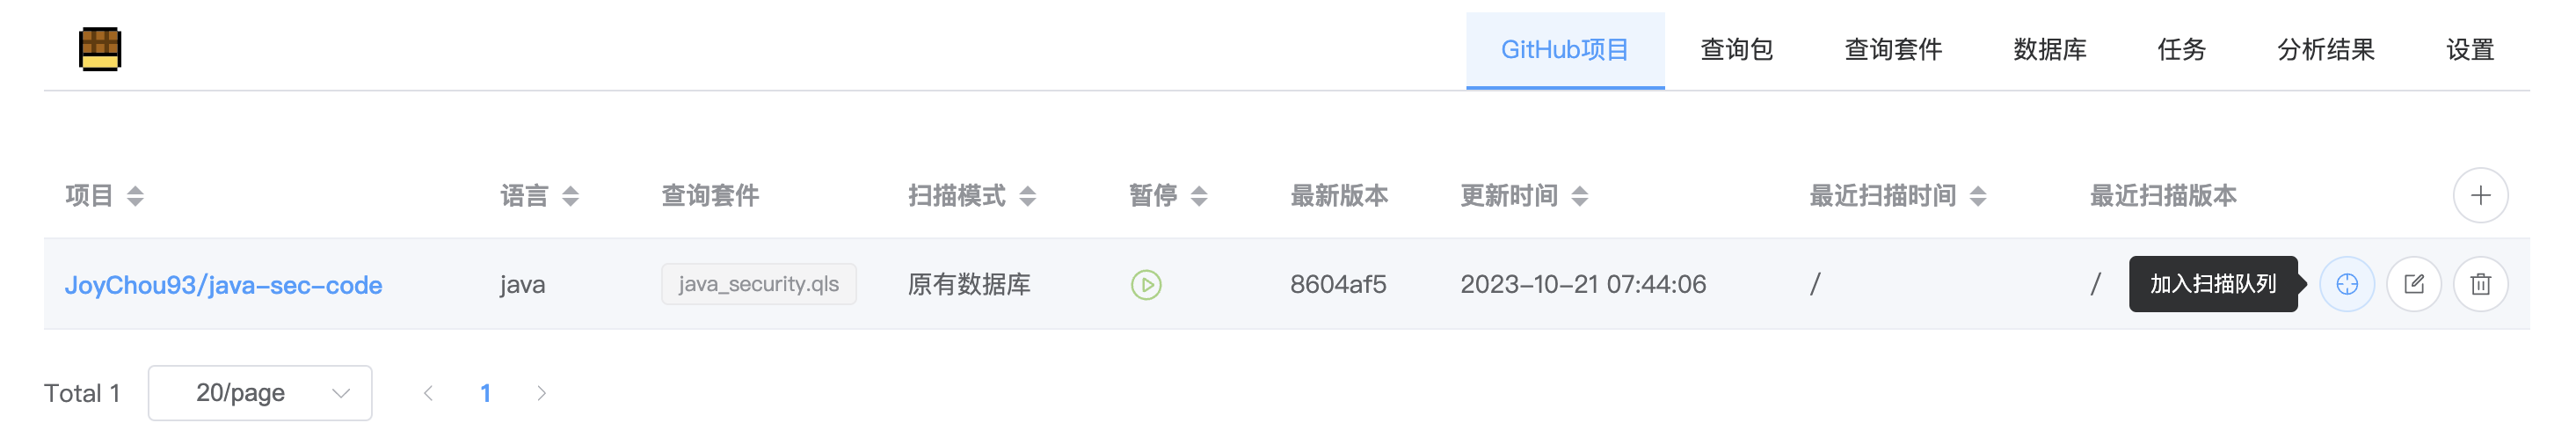 GitHub项目 查询包 查询套件 数据库 任务 分析结果 设置
项目 语言 查询套件 扫描模式 暂停 最新版本 更新时间 最近扫描时间 最近扫描版本
JoyChou93/java-sec-code java java_security.qls 原有数据库 8604af5 2023-10-21 07:44:06 / / 加入扫描队列
Total 1 20/page 1